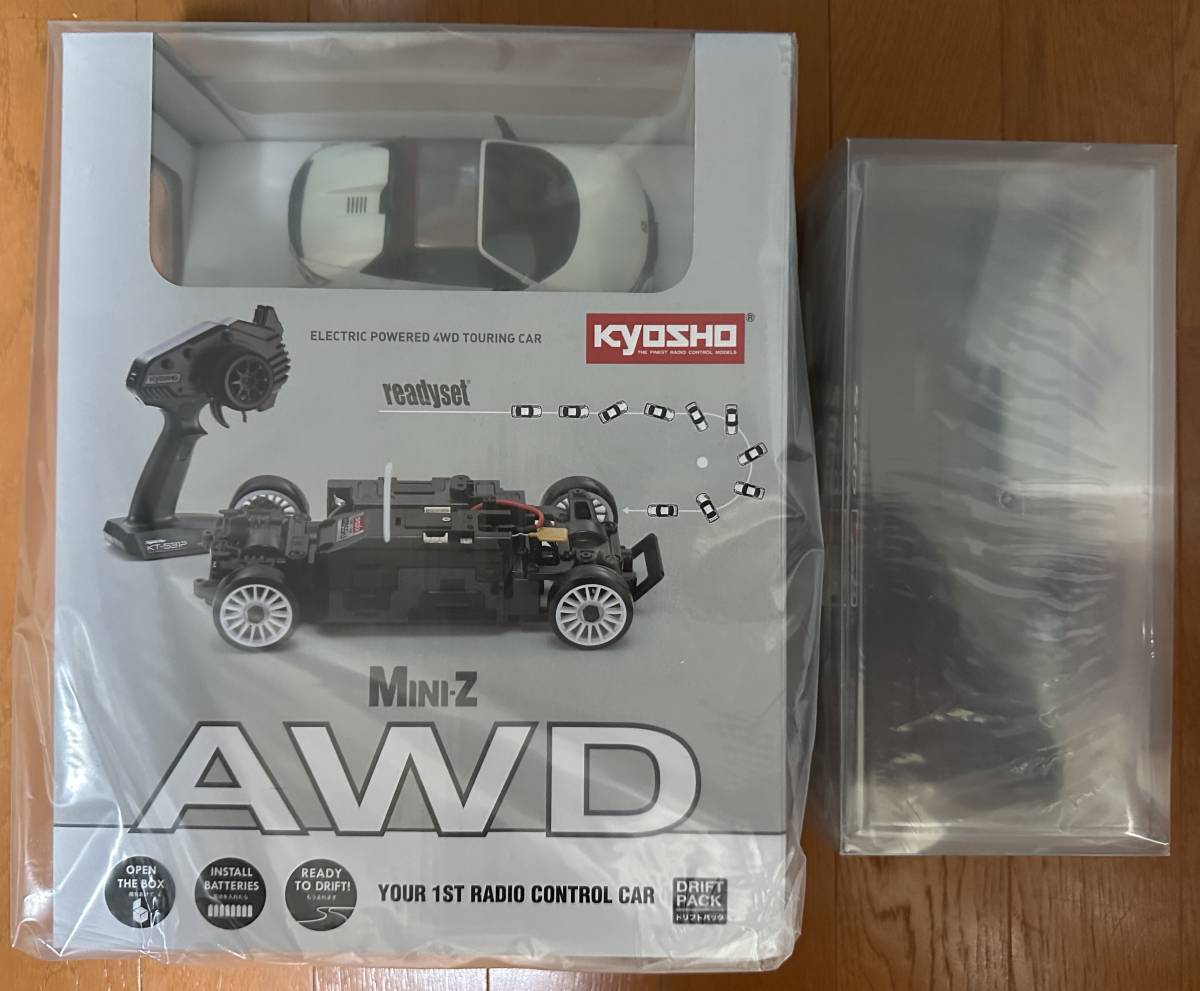 ELECTRIC POWERED 4WD TOURING CAR
KYOSHO®
THE FINEST RADIO CONTROL MODELS
readyset
KYOSHO
KT-531P
MINI-Z
AWD
OPEN
THE BOX
INSTALL
BATTERIES
READY
TO DRIFT!
YOUR 1ST RADIO CONTROL CAR
DRIFT
PACK
ドリフトパック